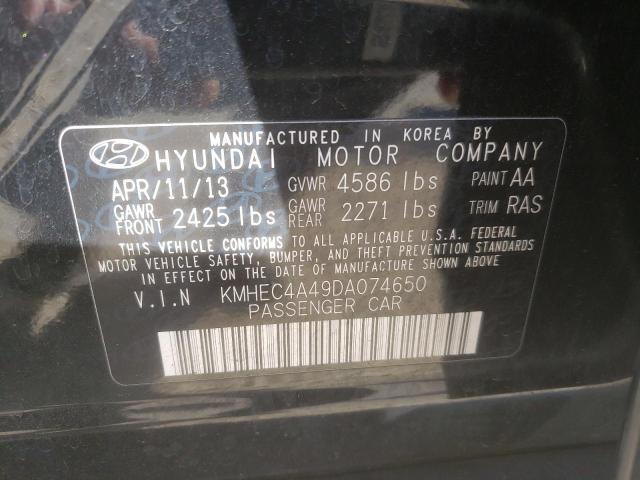 MANUFACTURED IN KOREA BY
HYUNDAI MOTOR COMPANY
APR/11/13 GVWR 4586 lbs PAINT AA
GAWR FRONT 2425 lbs GAWR REAR 2271 lbs TRIM RAS
THIS VEHICLE CONFORMS TO ALL APPLICABLE U.S.A. FEDERAL
MOTOR VEHICLE SAFETY, BUMPER, AND THEFT PREVENTION STANDARDS
IN EFFECT ON THE DATE OF MANUFACTURE SHOWN ABOVE.
V.I.N KMHEC4A49DA074650
PASSENGER CAR